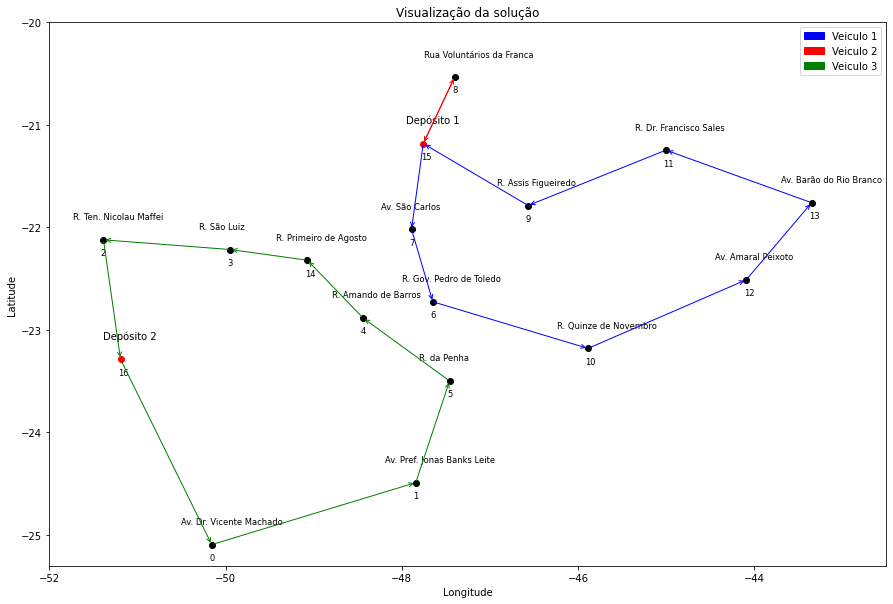 Visualização da solução
−20
−21
−22
−23
−24
−25
Latitude
−52
−50
−48
−46
−44
Longitude
Veiculo 1
Veiculo 2
Veiculo 3
Rua Voluntários da Franca
8
Depósito 1
15
R. Dr. Francisco Sales
11
R. Assis Figueiredo
9
Av. Barão do Rio Branco
13
Av. São Carlos
7
R. Ten. Nicolau Maffei
2
R. São Luiz
3
R. Primeiro de Agosto
14
Av. Amaral Peixoto
12
R. Gov. Pedro de Toledo
6
R. Amando de Barros
4
R. Quinze de Novembro
10
Depósito 2
16
R. da Penha
5
Av. Pref. Jonas Banks Leite
1
Av. Dr. Vicente Machado
0